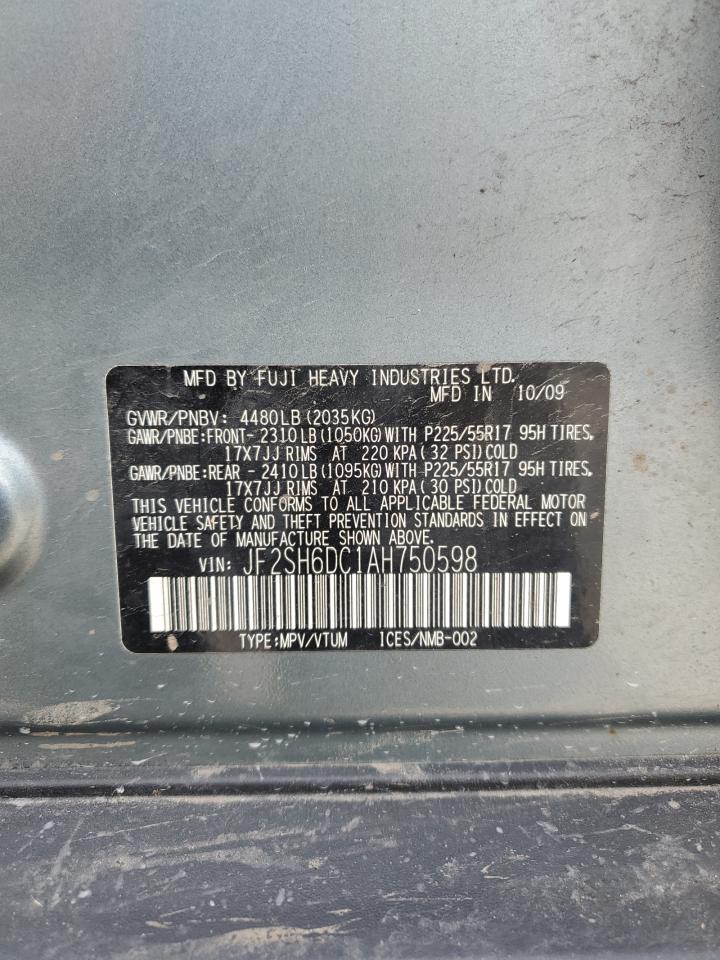 MFD BY FUJI HEAVY INDUSTRIES LTD.
MFD IN 10/09
GVWR/PNBV: 4480LB(2035KG)
GAWR/PNBE:FRONT-2310LB(1050KG)WITH P225/55R17 95H TIRES,
17X7JJ RIMS AT 220 KPA(32 PSI)COLD
GAWR/PNBE:REAR -2410LB(1095KG)WITH P225/55R17 95H TIRES,
17X7JJ RIMS AT 210 KPA(30 PSI)COLD
THIS VEHICLE CONFORMS TO ALL APPLICABLE FEDERAL MOTOR
VEHICLE SAFETY AND THEFT PREVENTION STANDARDS IN EFFECT ON
THE DATE OF MANUFACTURE SHOWN ABOVE.
VIN: JF2SH6DC1AH750598
TYPE:MPV/VTUM ICES/NMB-002